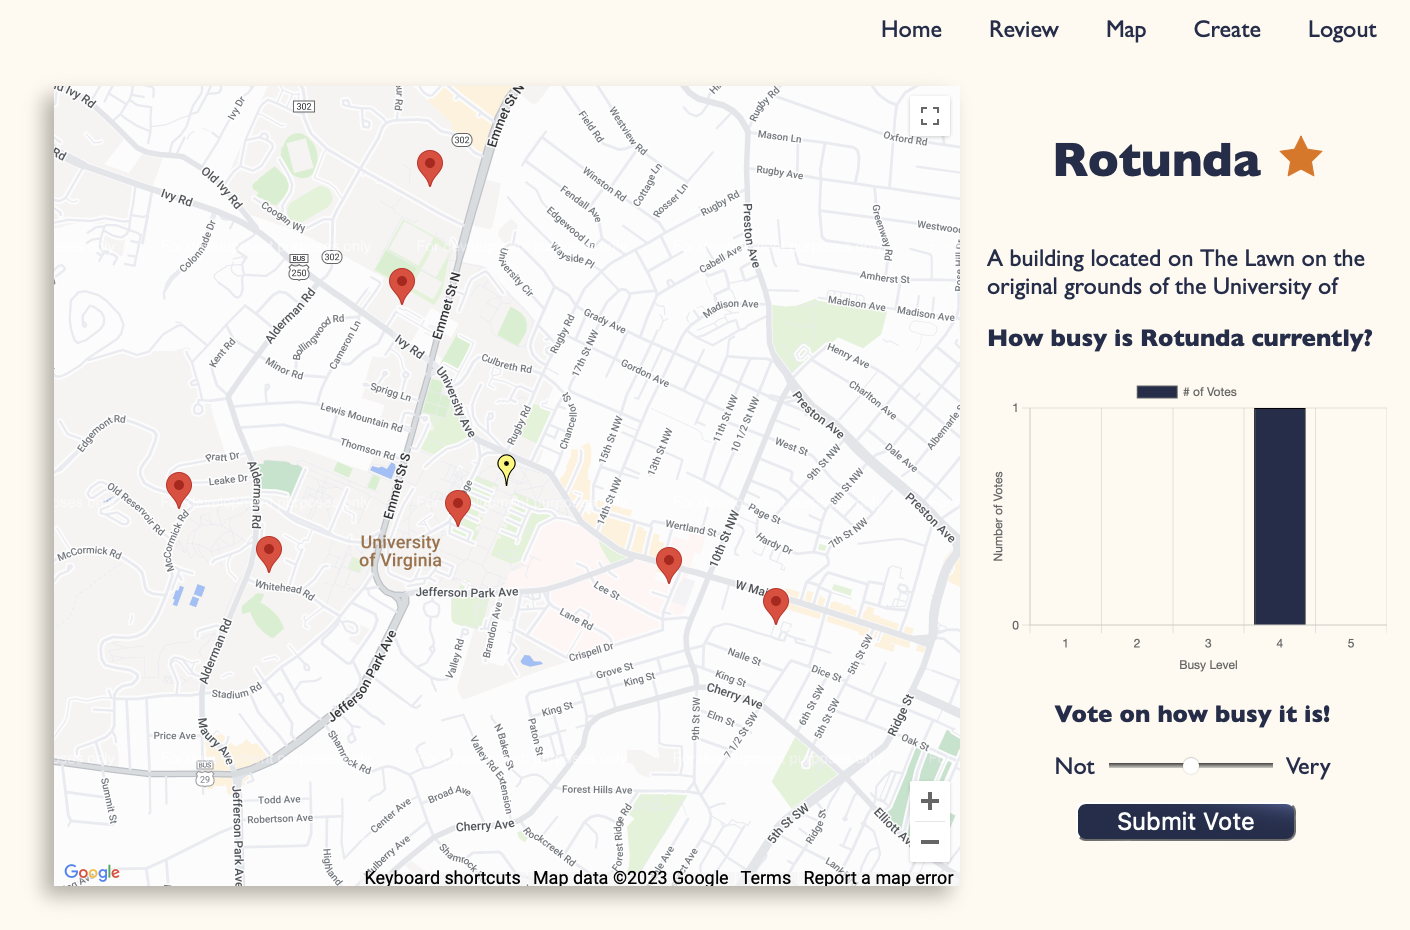 Home Review Map Create Logout
Rotunda
A building located on The Lawn on the
original grounds of the University of
How busy is Rotunda currently?
# of Votes
1
0
Number of Votes
1 2 3 4 5
Busy Level
Vote on how busy it is!
Not Very
Submit Vote
Ivy Rd
302
Ivy Dr
Emmet St N
302
Field Rd
Westview Rd
Rugby Rd
Mason Ln
Oxford Rd
Old Ivy Rd
Ivy Rd
Coogan Wy
Colonnade Dr
Winston Rd
Cottage Ln
Rosser Ln
Fendall Ave
Rugby Ave
Rugby Rd
Edgewood Ln
Wayside Pl
Preston Ave
Greenway Rd
Westwood
Rose Hill Dr
BUS
250
302
University Cir
Cabell Ave
Amherst St
Alderman Rd
Bollingwood Rd
Cameron Ln
Emmet St N
Madison Ave
Madison Ave
Madison Ave
Kent Rd
Minor Rd
Ivy Rd
Grady Ave
Rugby Rd
17th St NW
Henry Ave
Culbreth Rd
Gordon Ave
Charlton Ave
Sprigg Ln
University Ave
Lewis Mountain Rd
Chancellor St
Rugby Rd
15th St NW
13th St NW
11th St NW
10 1/2 St NW
Preston Ave
Albemarle
Edgemont Rd
Thomson Rd
West St
9th St NW
Dale Ave
Pratt Dr
Leake Dr
Alderman Rd
Emmet St S
8th St NW
Old Reservoir Rd
McCormick Rd
14th St NW
Wertland St
Page St
Preston Ave
7th St NW
Hardy Dr
10th St NW
McCormick Rd
University
of Virginia
Whitehead Rd
Jefferson Park Ave
Lee St
W Mai
Lane Rd
Brandon Ave
Valley Rd
Crispell Dr
Alderman Rd
Nalle St
5th St SW
Grove St
King St
King St
Dice St
Stadium Rd
Jefferson Park Ave
Cherry Ave
King St
6th St SW
5th St SW
Ridge St
Maury Ave
Price Ave
Elm St
9th St SW
7 1/2 St SW
Paton St
N Baker St
Oak St
Shamrock Rd
Valley Rd Extension
BUS
29
Summit St
Todd Ave
Robertson Ave
Jefferson Park Ave
Center Ave
Broad Ave
Forest Hills Ave
Cherry Ave
Rockcreek Rd
Forest Ridge Rd
5th St SW
Ridge St
Elliott Av
Highland
Mulberry Ave
Google
Keyboard shortcuts Map data ©2023 Google Terms Report a map error